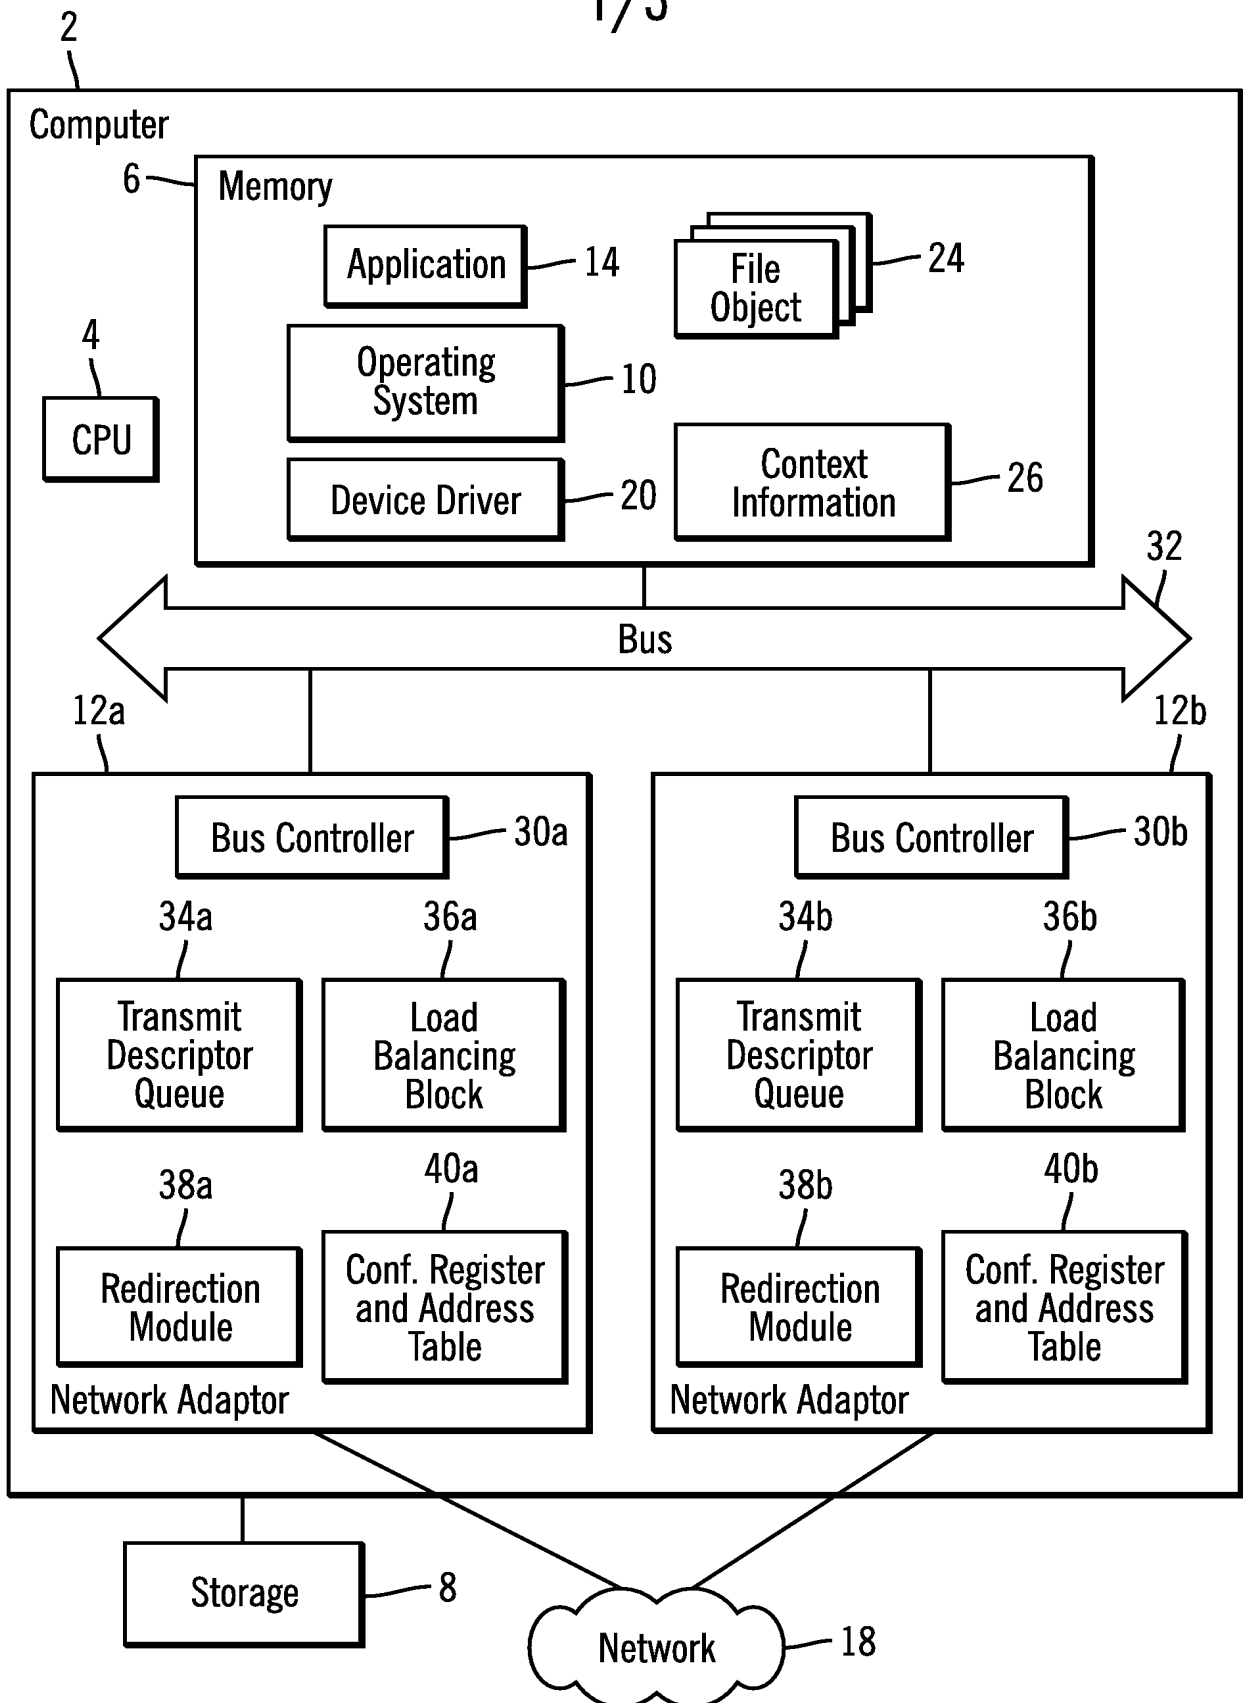 1/3
2
Computer
6
Memory
Application
14
File
Object
24
4
CPU
Operating
System
10
Device Driver
20
Context
Information
26
32
Bus
12a
12b
Bus Controller
30a
Bus Controller
30b
34a
36a
34b
36b
Transmit
Descriptor
Queue
Load
Balancing
Block
Transmit
Descriptor
Queue
Load
Balancing
Block
38a
40a
38b
40b
Redirection
Module
Conf. Register
and Address
Table
Redirection
Module
Conf. Register
and Address
Table
Network Adaptor
Network Adaptor
Storage
8
Network
18